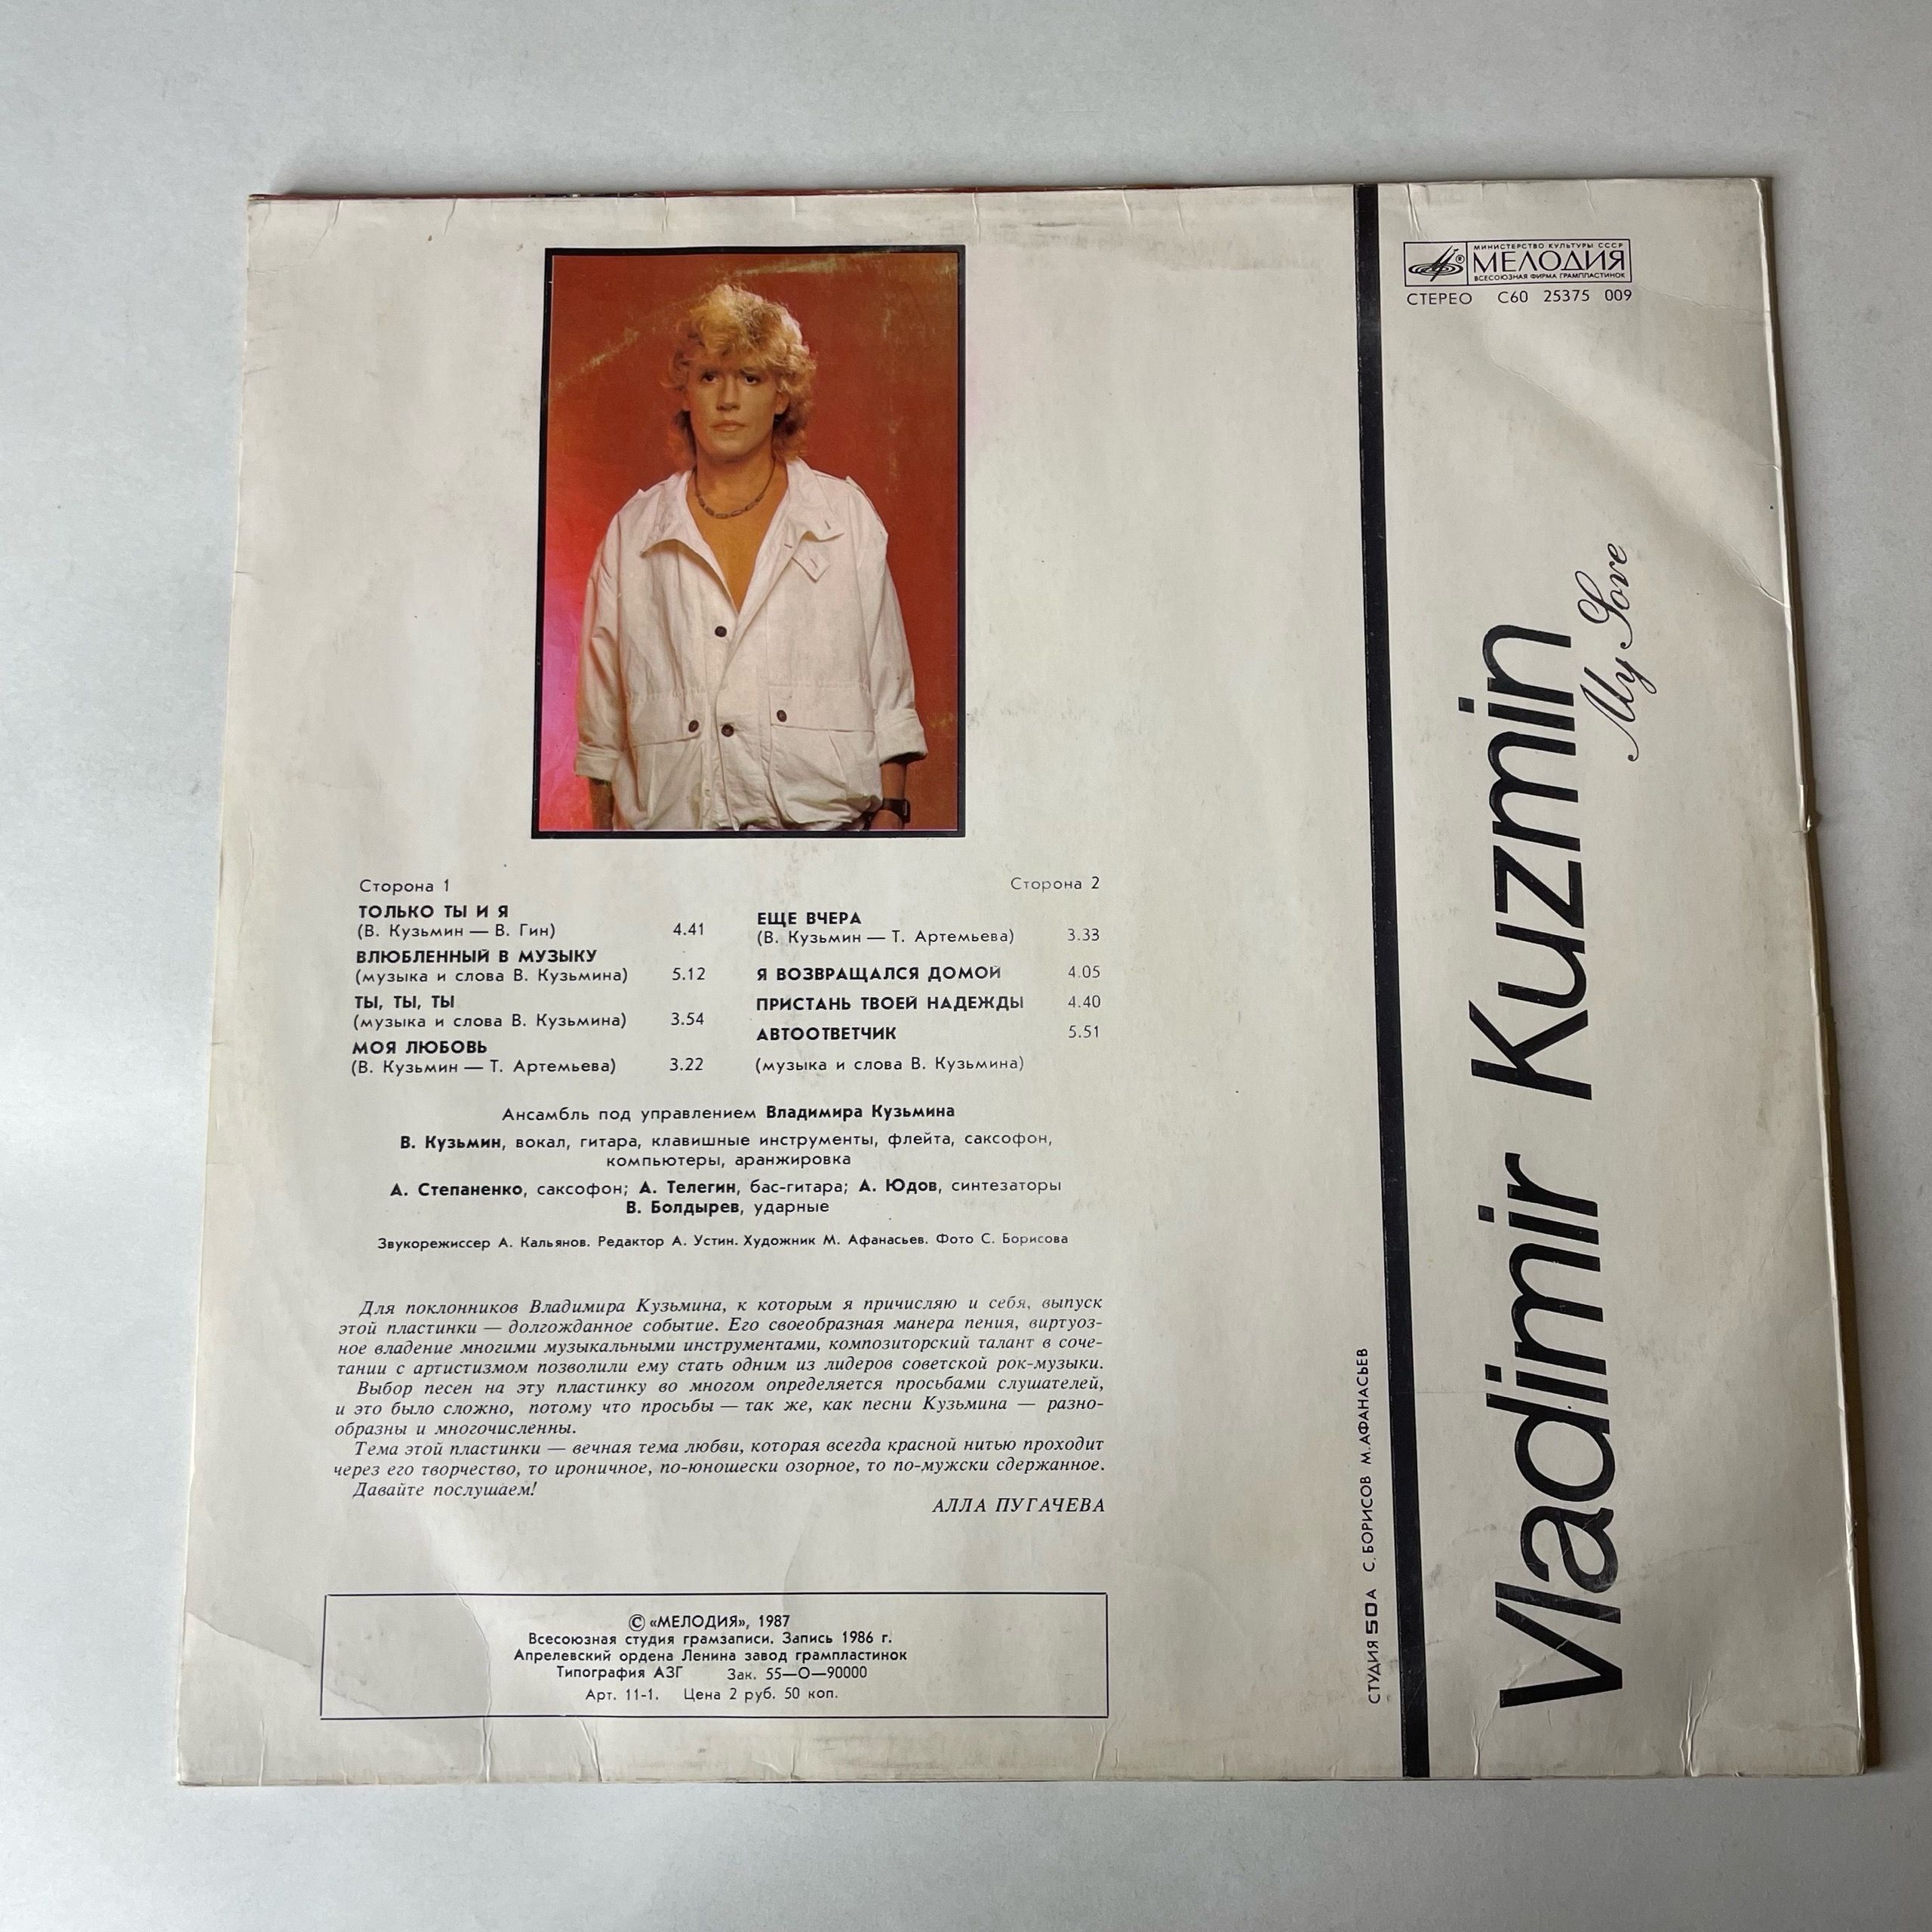 МИНИСТЕРСТВО КУЛЬТУРЫ СССР
МЕЛОДИЯ
ВСЕСОЮЗНАЯ ФИРМА ГРАМПЛАСТИНОК
СТЕРЕО С60 25375 009
Vladimir Kuzmin
My Love
Сторона 1
ТОЛЬКО ТЫ И Я
(В. Кузьмин — В. Гин) 4.41
ВЛЮБЛЕННЫЙ В МУЗЫКУ
(музыка и слова В. Кузьмина) 5.12
ТЫ, ТЫ, ТЫ
(музыка и слова В. Кузьмина) 3.54
МОЯ ЛЮБОВЬ
(В. Кузьмин — Т. Артемьева) 3.22
Сторона 2
ЕЩЕ ВЧЕРА
(В. Кузьмин — Т. Артемьева) 3.33
Я ВОЗВРАЩАЛСЯ ДОМОЙ 4.05
ПРИСТАНЬ ТВОЕЙ НАДЕЖДЫ 4.40
АВТООТВЕТЧИК 5.51
(музыка и слова В. Кузьмина)
Ансамбль под управлением Владимира Кузьмина
В. Кузьмин, вокал, гитара, клавишные инструменты, флейта, саксофон,
компьютеры, аранжировка
А. Степаненко, саксофон; А. Телегин, бас-гитара; А. Юдов, синтезаторы
В. Болдырев, ударные
Звукорежиссер А. Кальянов. Редактор А. Устин. Художник М. Афанасьев. Фото С. Борисова
Для поклонников Владимира Кузьмина, к которым я причисляю и себя, выпуск
этой пластинки — долгожданное событие. Его своеобразная манера пения, виртуоз-
ное владение многими музыкальными инструментами, композиторский талант в соче-
тании с артистизмом позволили ему стать одним из лидеров советской рок-музыки.
Выбор песен на эту пластинку во многом определяется просьбами слушателей,
и это было сложно, потому что просьбы — так же, как песни Кузьмина — разно-
образны и многочисленны.
Тема этой пластинки — вечная тема любви, которая всегда красной нитью проходит
через его творчество, то ироничное, по-юношески озорное, то по-мужски сдержанное.
Давайте послушаем!
АЛЛА ПУГАЧЕВА
СТУДИЯ 50А С. БОРИСОВ М. АФАНАСЬЕВ
© «МЕЛОДИЯ», 1987
Всесоюзная студия грамзаписи. Запись 1986 г.
Апрелевский ордена Ленина завод грампластинок
Типография АЗГ Зак. 55—О—90000
Арт. 11-1. Цена 2 руб. 50 коп.